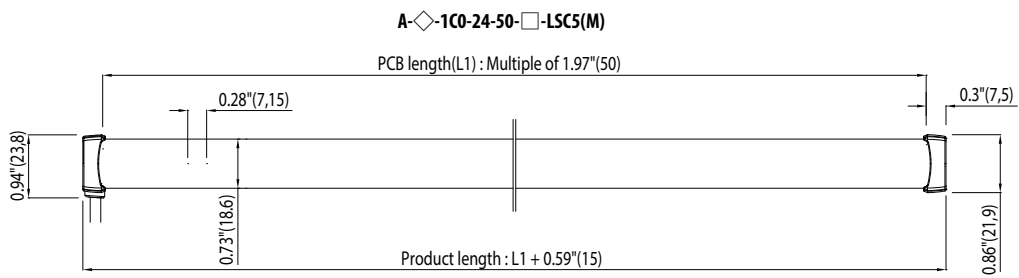 A-◇-1C0-24-50-□-LSC5(M)
PCB length(L1) : Multiple of 1.97"(50)
0.28"(7,15)
0.3"(7,5)
0.94"(23,8)
0.73"(18.6)
0.86"(21,9)
Product length : L1 + 0.59"(15)